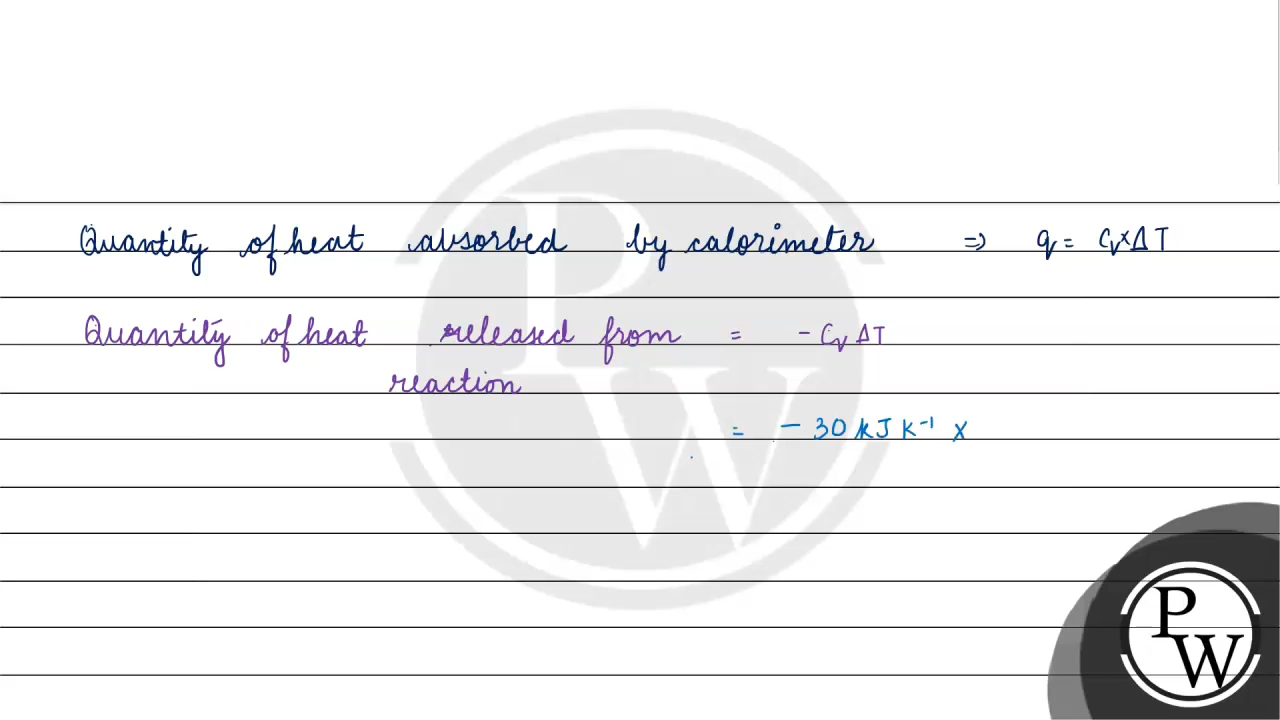 Quantity of heat absorbed by calorimeter ⇒ q = Cv × ΔT
Quantity of heat released from = - Cv ΔT
reaction
= - 30 kJ K⁻¹ ×
P
W
P
W